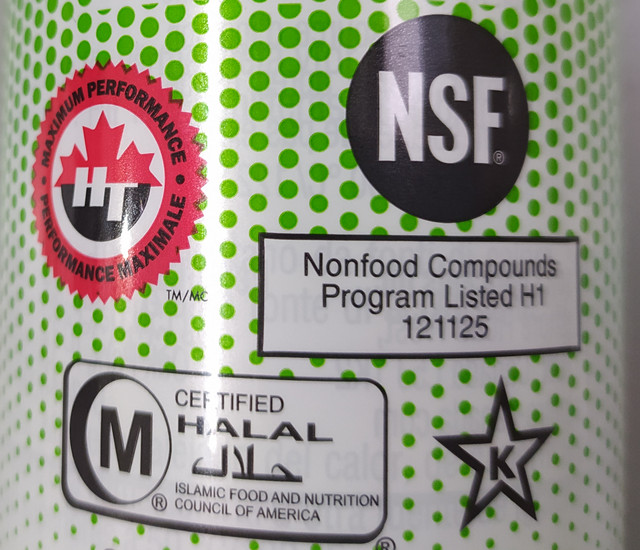 MAXIMUM PERFORMANCE
HT
PERFORMANCE MAXIMALE
TM/MC
NSF®
Nonfood Compounds
Program Listed H1
121125
M
®
CERTIFIED
HALAL
حلال
ISLAMIC FOOD AND NUTRITION
COUNCIL OF AMERICA
®
K